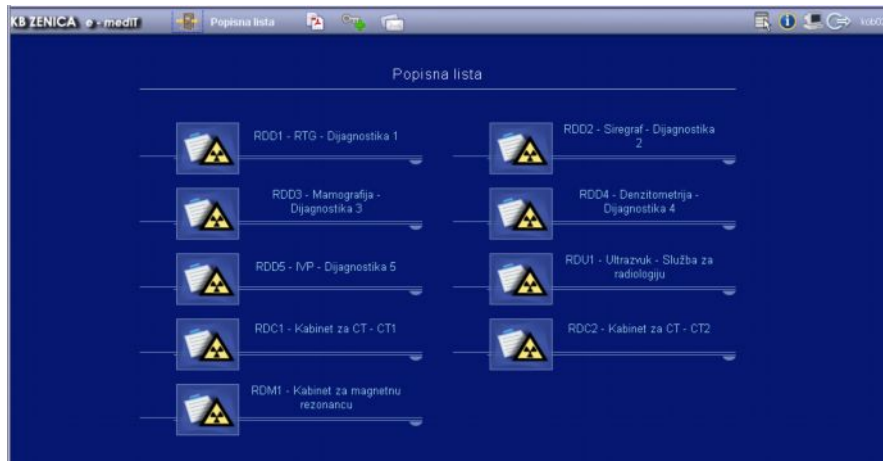 KB ZENICA e - medIT
Popisna lista
Popisna lista
RDD1 - RTG - Dijagnostika 1
RDD2 - Siregraf - Dijagnostika
2
RDD3 - Mamografija -
Dijagnostika 3
RDD4 - Denzitometrija -
Dijagnostika 4
RDD5 - IVP - Dijagnostika 5
RDU1 - Ultrazvuk - Služba za
radiologiju
RDC1 - Kabinet za CT - CT1
RDC2 - Kabinet za CT - CT2
RDM1 - Kabinet za magnetnu
rezonancu